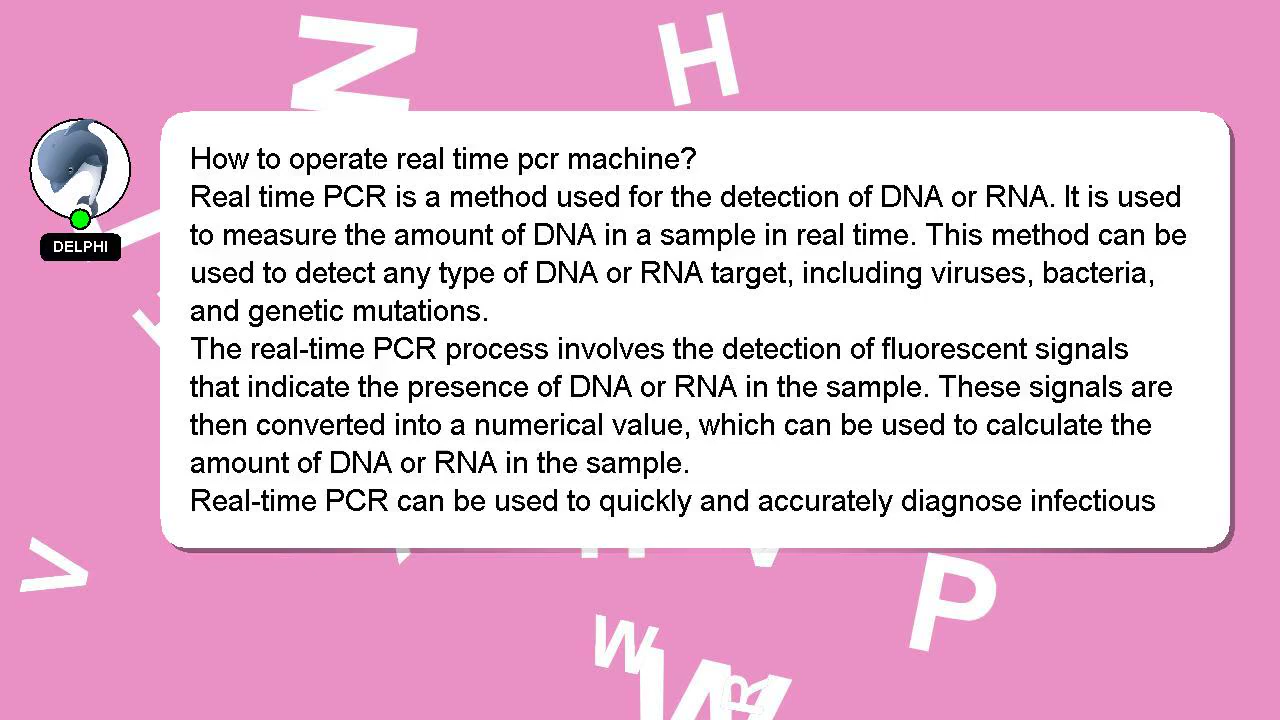 How to operate real time pcr machine?
Real time PCR is a method used for the detection of DNA or RNA. It is used
to measure the amount of DNA in a sample in real time. This method can be
used to detect any type of DNA or RNA target, including viruses, bacteria,
and genetic mutations.
The real-time PCR process involves the detection of fluorescent signals
that indicate the presence of DNA or RNA in the sample. These signals are
then converted into a numerical value, which can be used to calculate the
amount of DNA or RNA in the sample.
Real-time PCR can be used to quickly and accurately diagnose infectious
DELPHI
N
H
V
P
W
W
R